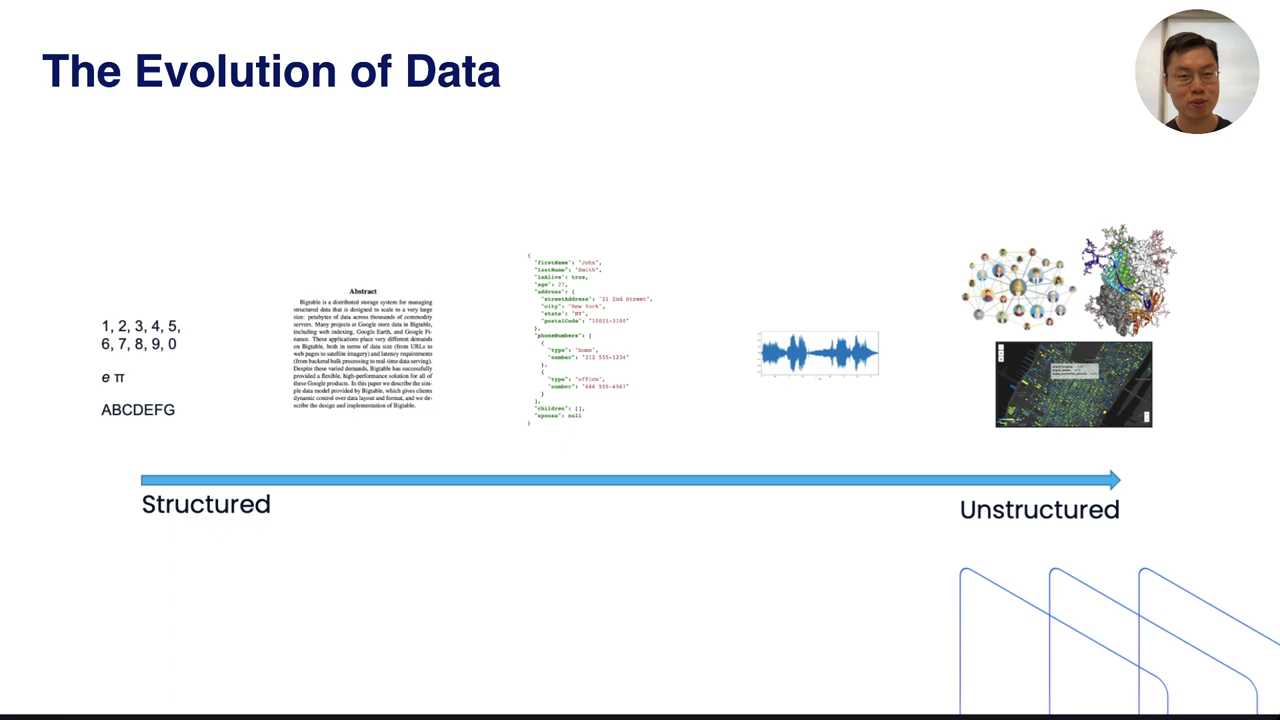 The Evolution of Data
1, 2, 3, 4, 5,
6, 7, 8, 9, 0
e π
ABCDEFG
Abstract
Bigtable is a distributed storage system for managing
structured data that is designed to scale to a very large
size: petabytes of data across thousands of commodity
servers. Many projects at Google store data in Bigtable,
including web indexing, Google Earth, and Google Fi-
nance. These applications place very different demands
on Bigtable, both in terms of data size (from URLs to
web pages to satellite imagery) and latency requirements
(from backend bulk processing to real-time data serving).
Despite these varied demands, Bigtable has successfully
provided a flexible, high-performance solution for all of
these Google products. In this paper we describe the sim-
ple data model provided by Bigtable, which gives clients
dynamic control over data layout and format, and we de-
scribe the design and implementation of Bigtable.
{
"firstName": "John",
"lastName": "Smith",
"isAlive": true,
"age": 27,
"address": {
"streetAddress": "21 2nd Street",
"city": "New York",
"state": "NY",
"postalCode": "10021-3100"
},
"phoneNumbers": [
{
"type": "home",
"number": "212 555-1234"
},
{
"type": "office",
"number": "646 555-4567"
}
],
"children": [],
"spouse": null
}
Structured
Unstructured